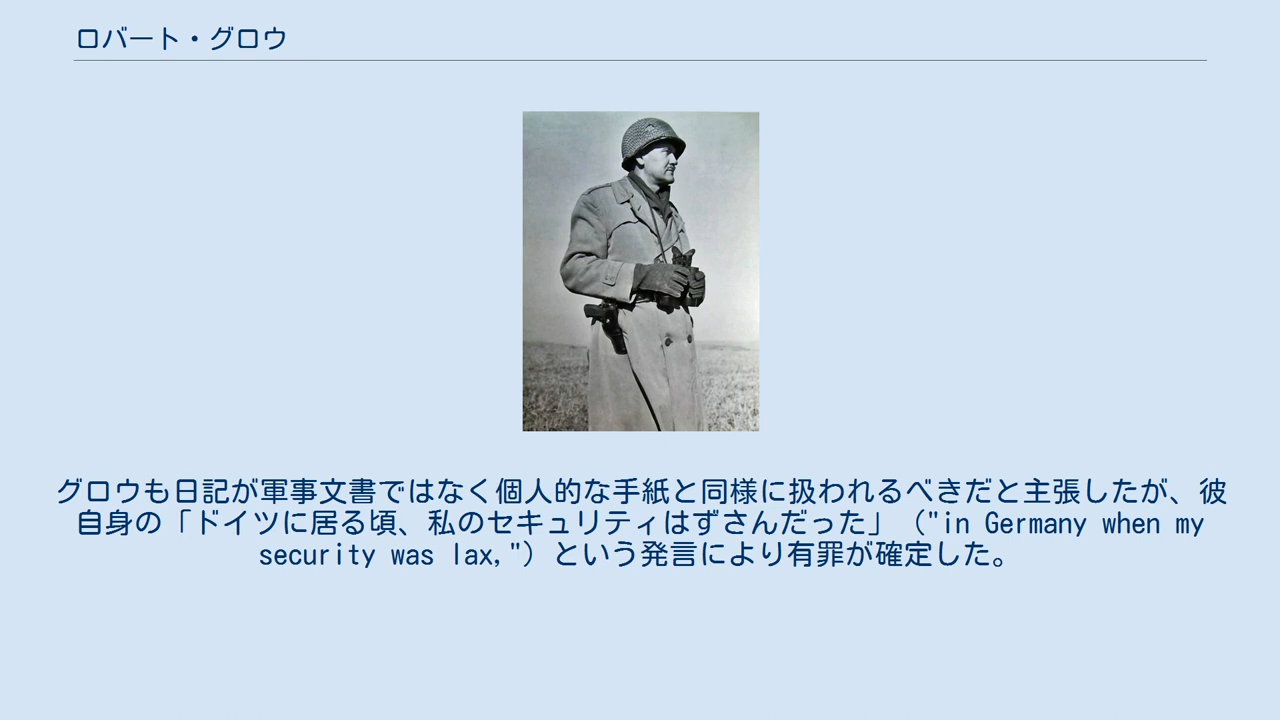 ロバート・グロウ
グロウも日記が軍事文書ではなく個人的な手紙と同様に扱われるべきだと主張したが、彼
自身の「ドイツに居る頃、私のセキュリティはずさんだった」（"in Germany when my
security was lax,"）という発言により有罪が確定した。